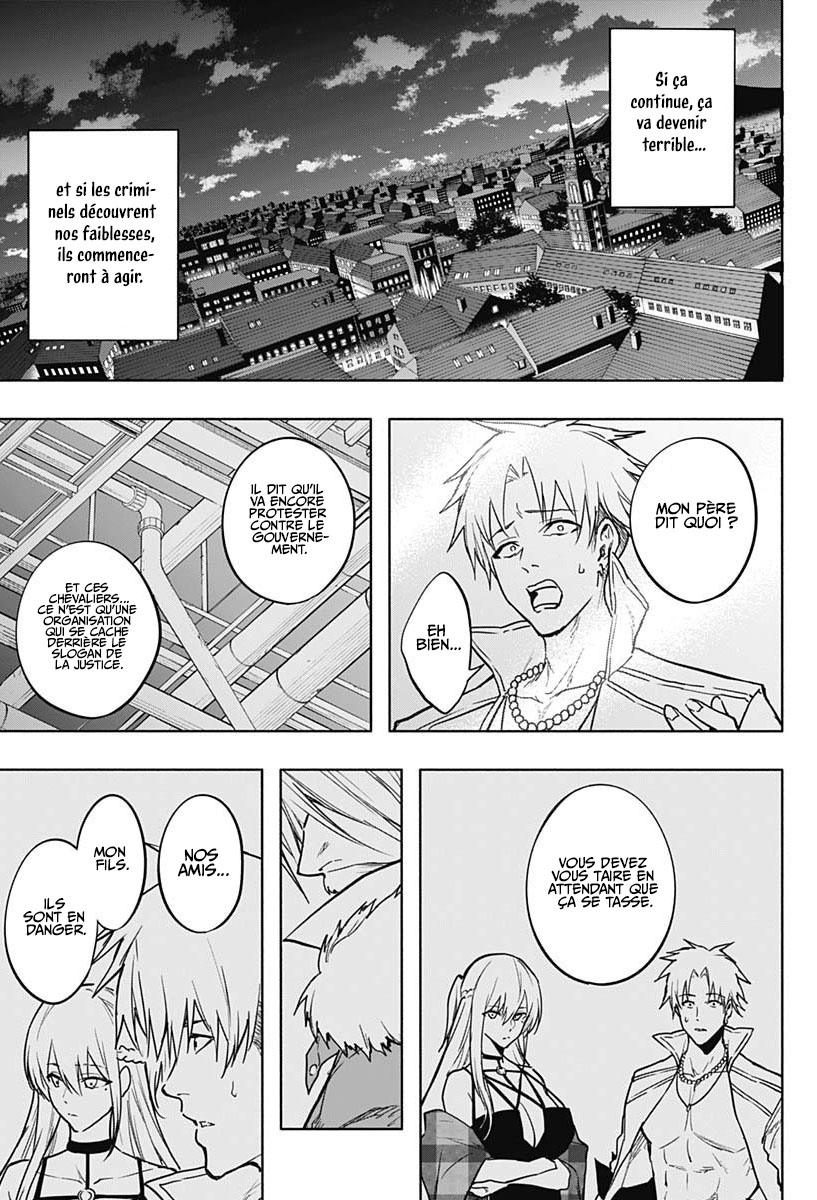 Si ça
continue, ça
va devenir
terrible...
et si les crimi-
nels découvrent
nos faiblesses,
ils commence-
ront à agir.
MON PÈRE
DIT QUOI ?
EH
BIEN...
IL DIT QU'IL
VA ENCORE
PROTESTER
CONTRE LE
GOUVERNE-
MENT.
ET CES
CHEVALIERS...
CE N'EST QU'UNE
ORGANISATION
QUI SE CACHE
DERRIÈRE LE
SLOGAN DE
LA JUSTICE.
VOUS DEVEZ
VOUS TAIRE EN
ATTENDANT QUE
ÇA SE TASSE.
NOS
AMIS...
MON
FILS.
ILS
SONT EN
DANGER.